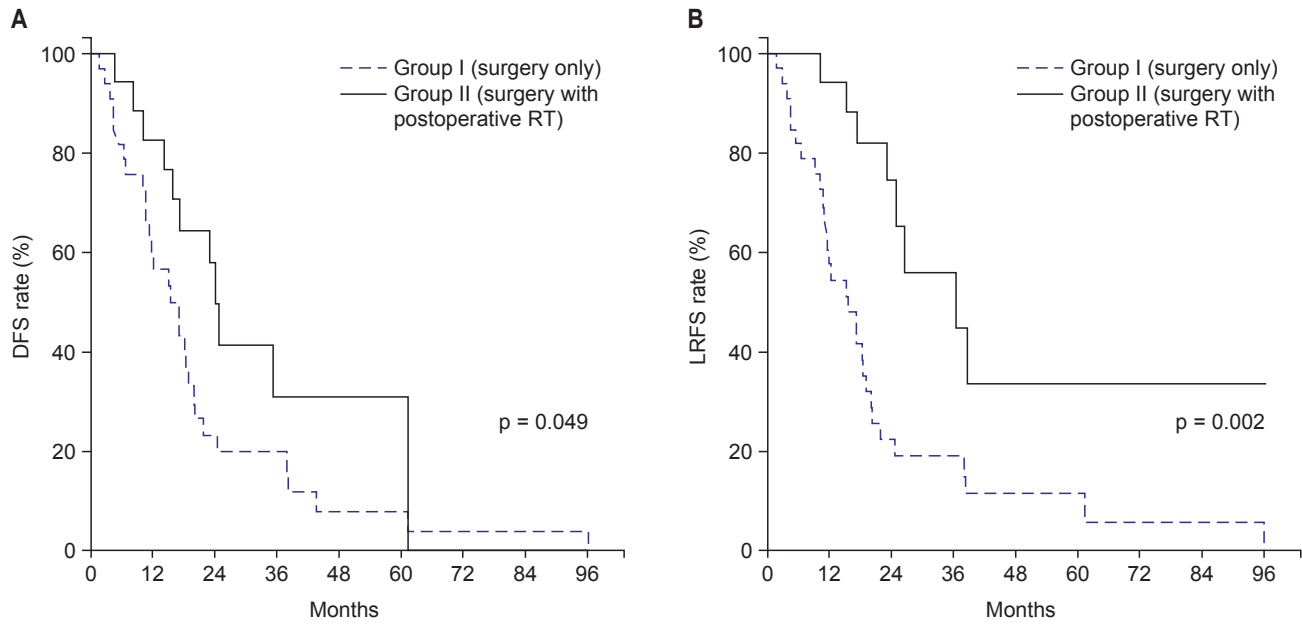 A
100
80
60
40
20
0
DFS rate (%)
Group I (surgery only)
Group II (surgery with
postoperative RT)
p = 0.049
0 12 24 36 48 60 72 84 96
Months
B
100
80
60
40
20
0
LRFS rate (%)
Group I (surgery only)
Group II (surgery with
postoperative RT)
p = 0.002
0 12 24 36 48 60 72 84 96
Months